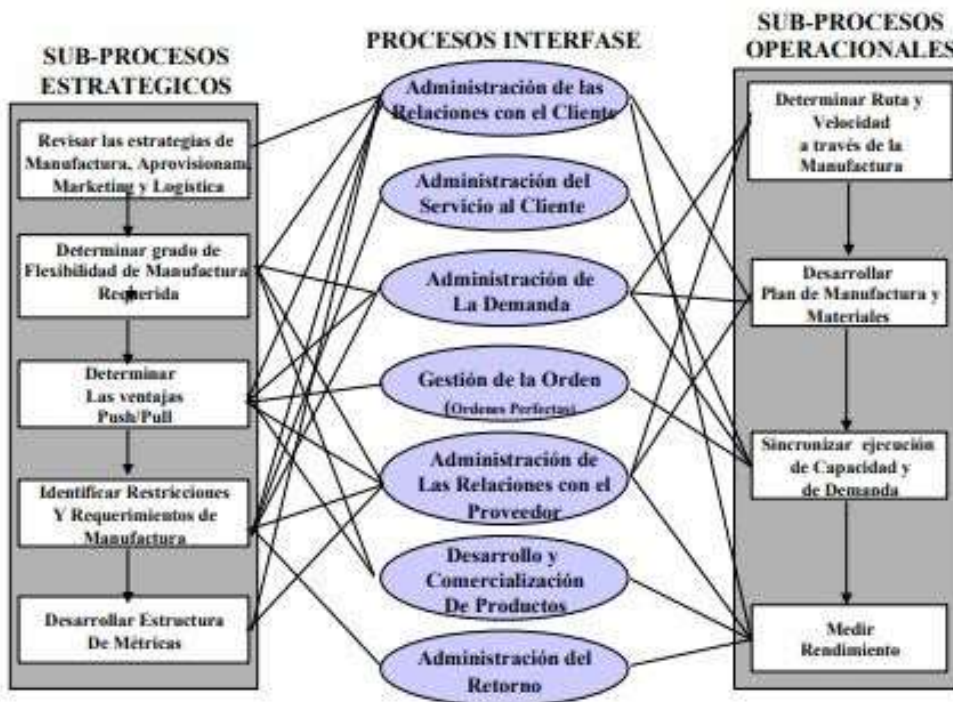 SUB-PROCESOS
ESTRATEGICOS
Revisar las estrategias de
Manufactura, Aprovisionam,
Marketing y Logística
Determinar grado de
Flexibilidad de Manufactura
Requerida
Determinar
Las ventajas
Push/Pull
Identificar Restricciones
Y Requerimientos de
Manufactura
Desarrollar Estructura
De Métricas
PROCESOS INTERFASE
Administración de las
Relaciones con el Cliente
Administración del
Servicio al Cliente
Administración de
La Demanda
Gestión de la Orden
(Ordenes Perfectas)
Administración de
Las Relaciones con el
Proveedor
Desarrollo y
Comercialización
De Productos
Administración del
Retorno
SUB-PROCESOS
OPERACIONALES
Determinar Ruta y
Velocidad
a través de la
Manufactura
Desarrollar
Plan de Manufactura y
Materiales
Sincronizar ejecución
de Capacidad y
de Demanda
Medir
Rendimiento